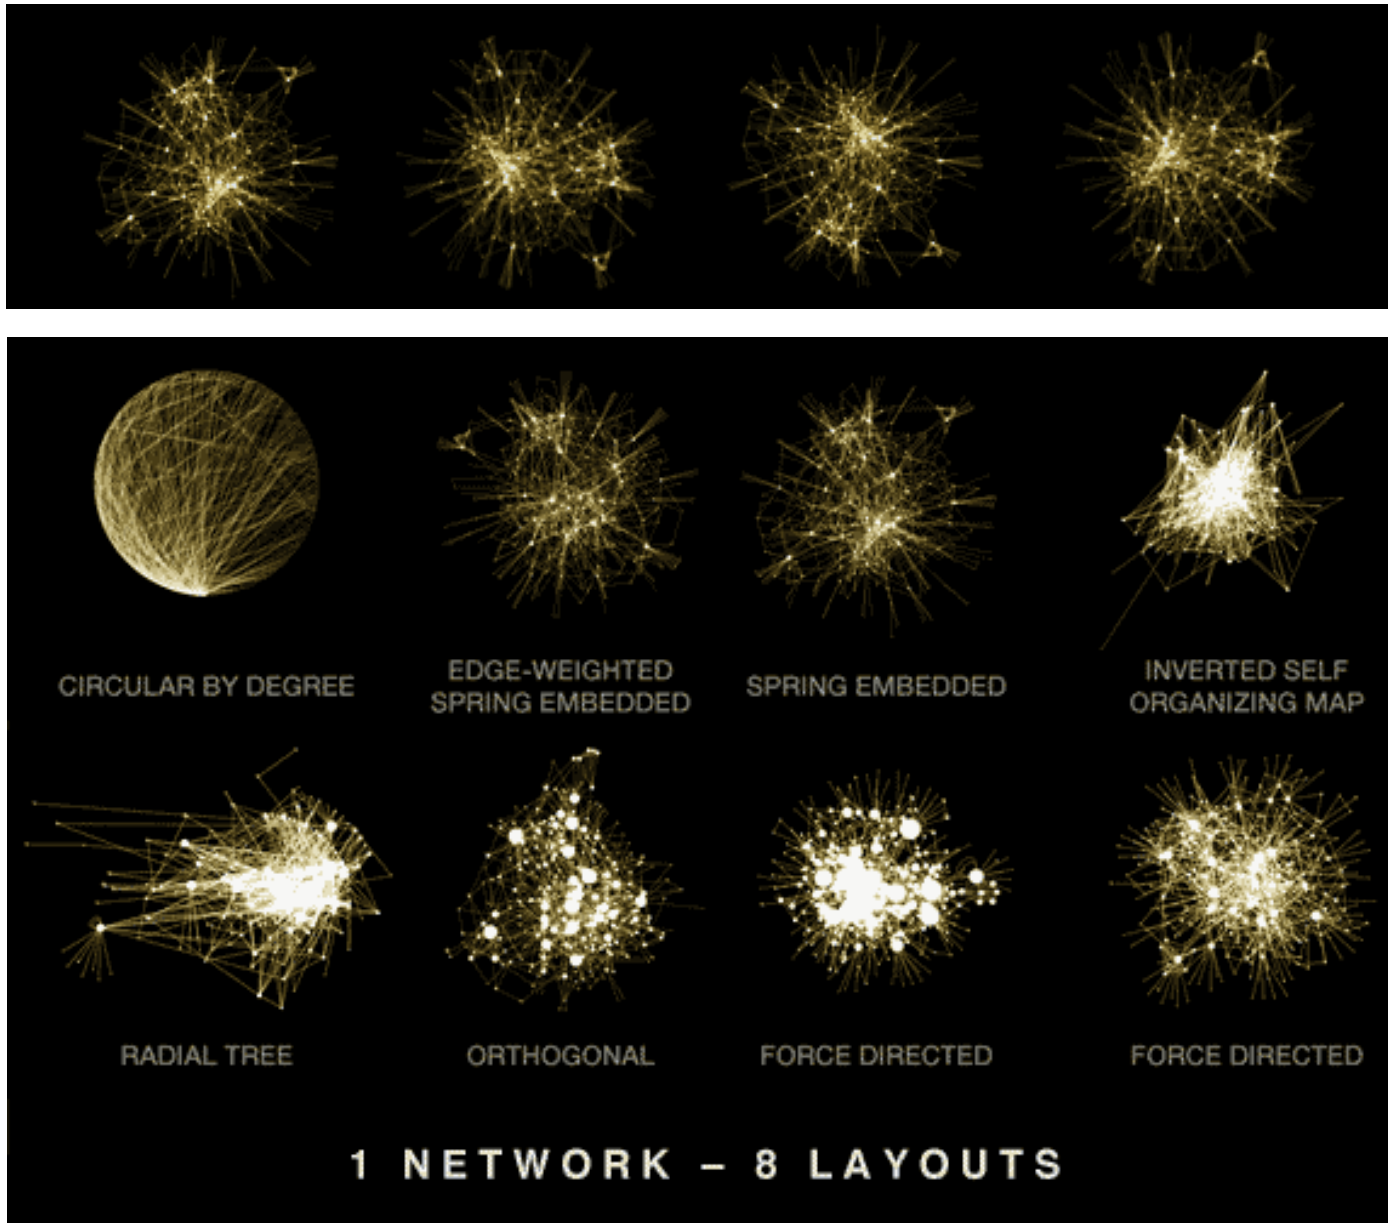 CIRCULAR BY DEGREE
EDGE-WEIGHTED
SPRING EMBEDDED
SPRING EMBEDDED
INVERTED SELF
ORGANIZING MAP
RADIAL TREE
ORTHOGONAL
FORCE DIRECTED
FORCE DIRECTED
1 NETWORK – 8 LAYOUTS